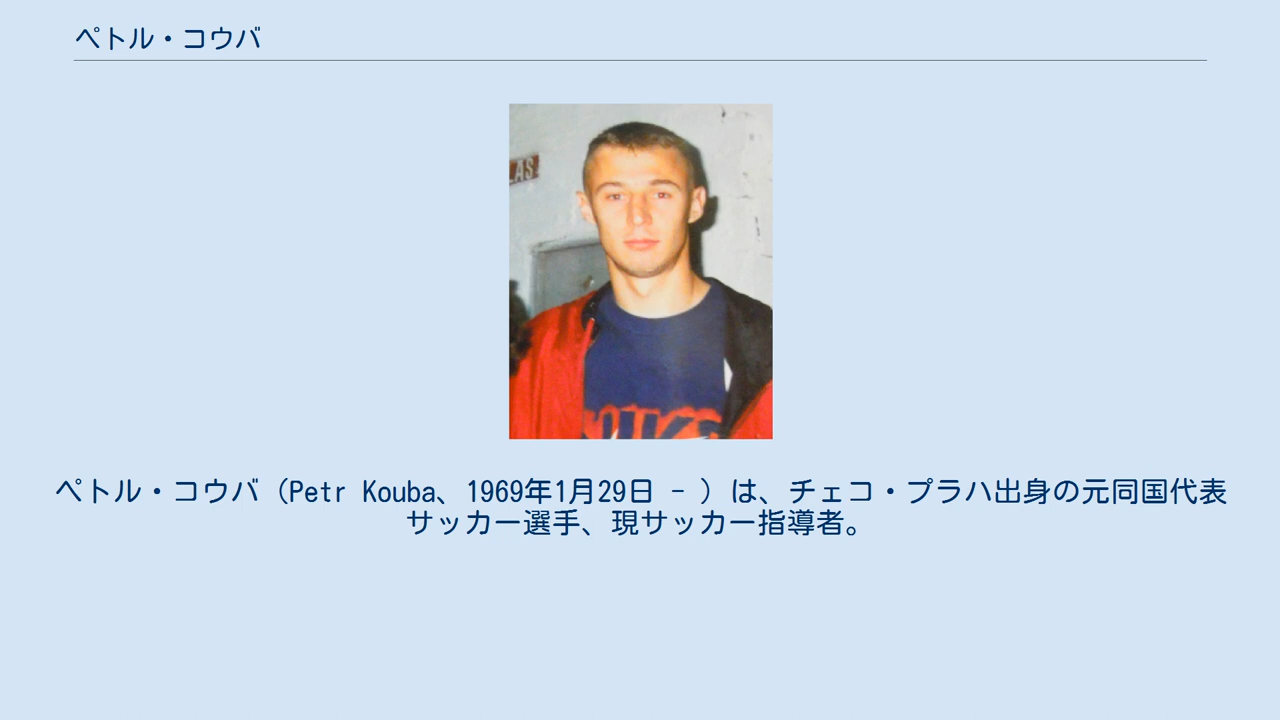 ペトル・コウバ
LAS
NIKE
ペトル・コウバ（Petr Kouba、1969年1月29日 - ）は、チェコ・プラハ出身の元同国代表
サッカー選手、現サッカー指導者。